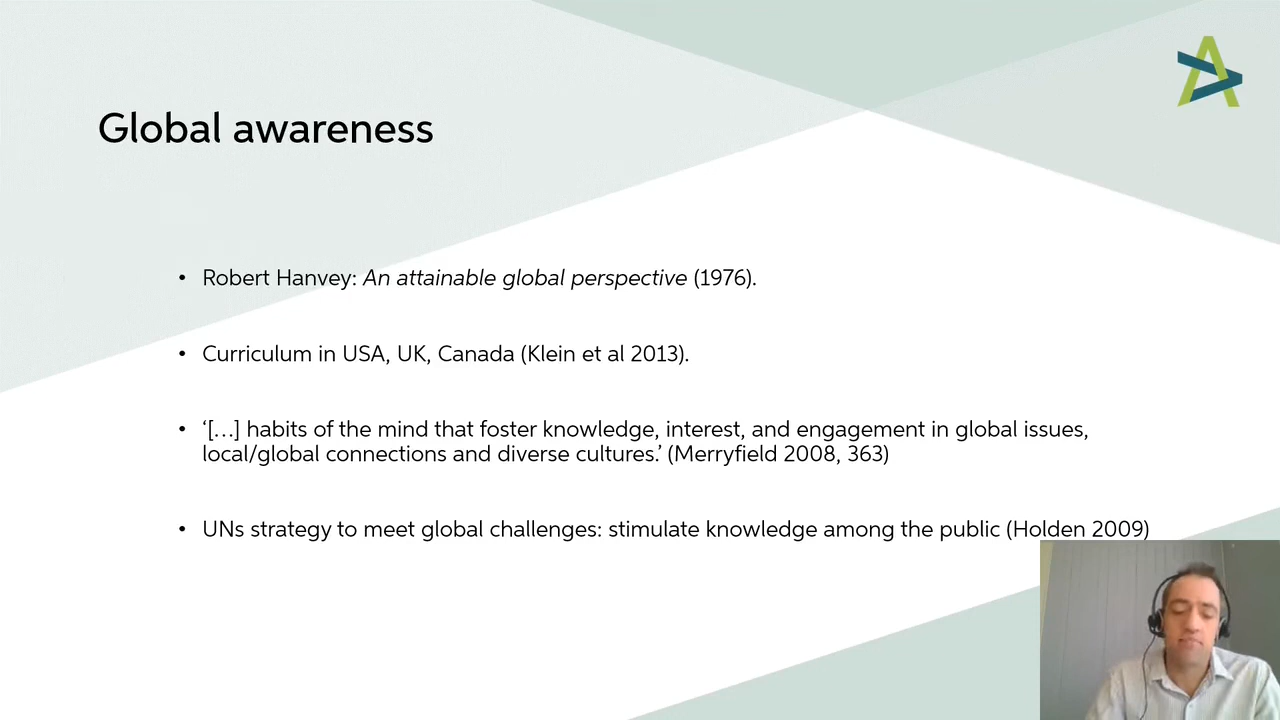 Global awareness
• Robert Hanvey: An attainable global perspective (1976).
• Curriculum in USA, UK, Canada (Klein et al 2013).
• ‘[…] habits of the mind that foster knowledge, interest, and engagement in global issues,
local/global connections and diverse cultures.’ (Merryfield 2008, 363)
• UNs strategy to meet global challenges: stimulate knowledge among the public (Holden 2009)